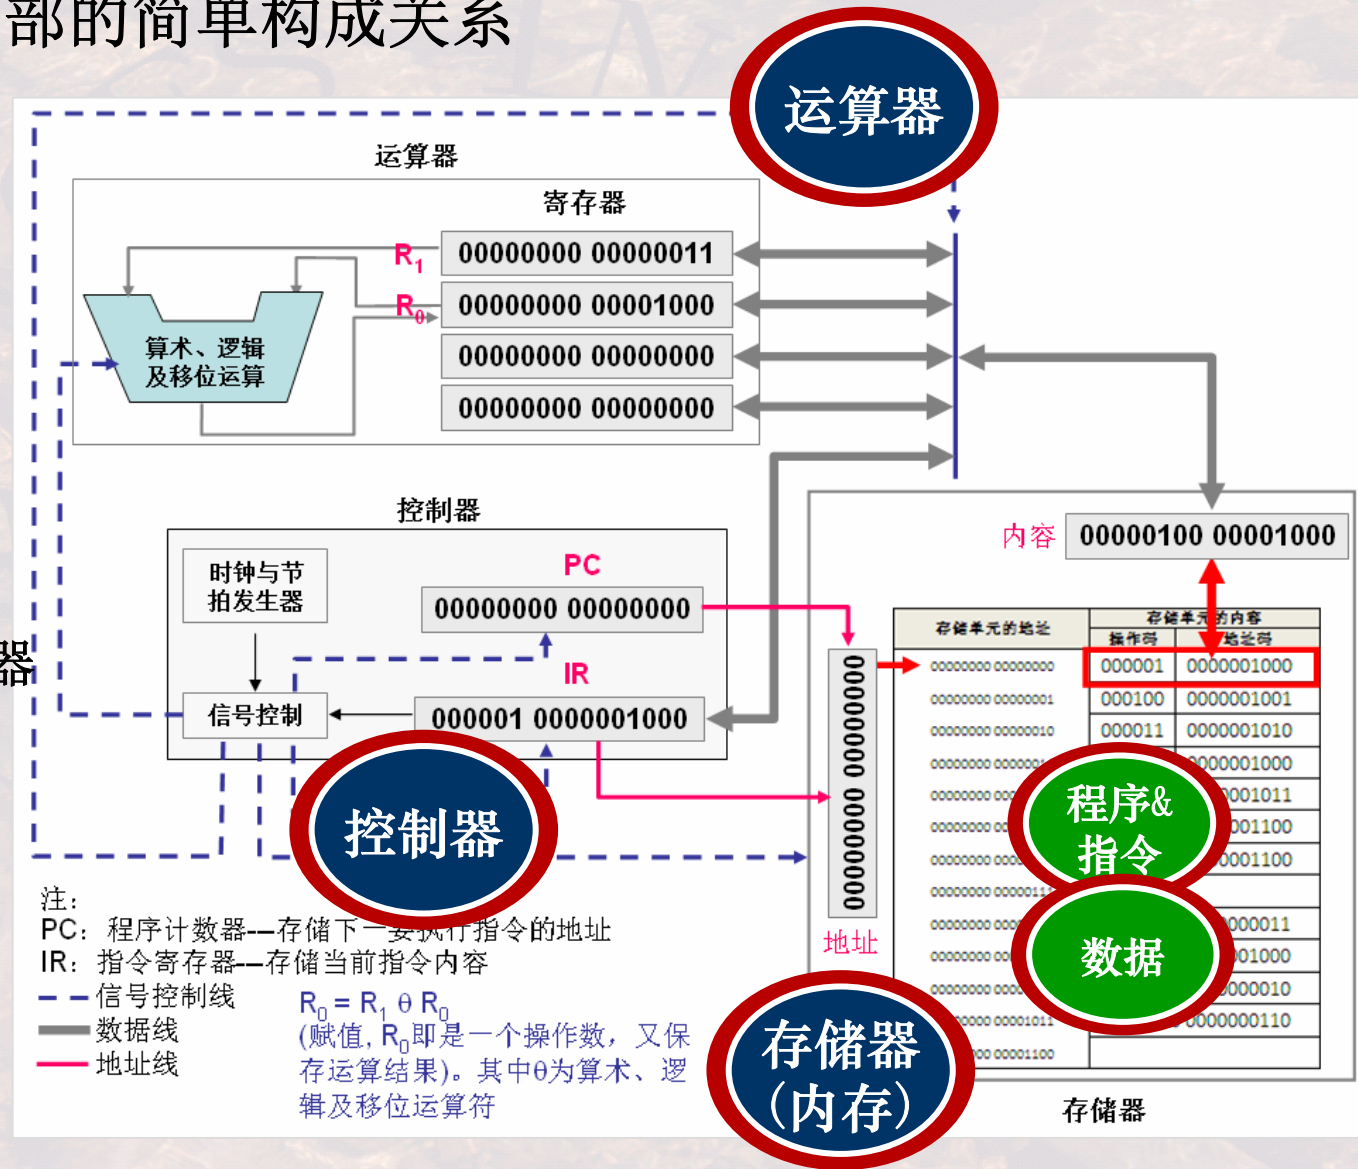 部的简单构成关系
运算器
运算器
寄存器
R1 00000000 00000011
R0 00000000 00001000
00000000 00000000
00000000 00000000
算术、逻辑
及移位运算
控制器
时钟与节
拍发生器
PC
00000000 00000000
IR
000001 0000001000
信号控制
器
控制器
内容 00000100 00001000
存储单元的地址
存储单元的内容
操作码 地址码
00000000 00000000 000001 0000001000
00000000 00000001 000100 0000001001
00000000 00000010 000011 0000001010
0000001000
00000000 00000111
00000000 00001011 0000000110
00001100
00000000 00000000
地址
程序&
指令
数据
存储器
(内存)
存储器
注：
PC：程序计数器---存储下一要执行指令的地址
IR：指令寄存器---存储当前指令内容
信号控制线
数据线
地址线
R0 = R1 θ R0
(赋值, R0即是一个操作数，又保
存运算结果)。其中θ为算术、逻
辑及移位运算符